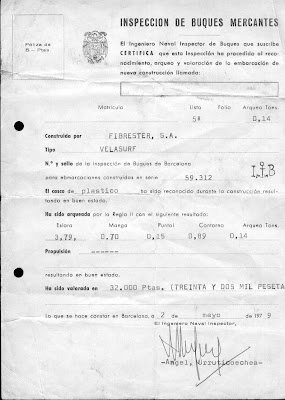 Póliza de
5.- Ptas.
INSPECCION DE BUQUES MERCANTES
El Ingeniero Naval Inspector de Buques que suscribe
CERTIFICA que esta Inspección ha procedido al reco-
nocimiento, arqueo y valoración de la embarcación de
nueva construcción llamada:
Matrícula Lista Folio Arqueo Tons.
5ª 0,14
Construido por FIBRESTER, S.A.
Tipo VELASURF
N.º y sello de la Inspección de Buques de Barcelona
para embarcaciones construidas en serie 59.312 I.B
El casco de plastico ha sido reconocido durante la construcción resul-
tando en buen estado.
Ha sido arqueado por la Regla II con el siguiente resultado:
Eslora Manga Puntal Contorno Arqueo Tons.
3,79, 0,70 0,89 0,14
Propulsión ------
resultando en buen estado.
Ha sido valorada en 32.000 Ptas. (TREINTA Y DOS MIL PESETA
Lo que se hace constar en Barcelona, a 2 de mayo de 1979
El Ingeniero Naval Inspector,
-Angel, Urzuticoechea-